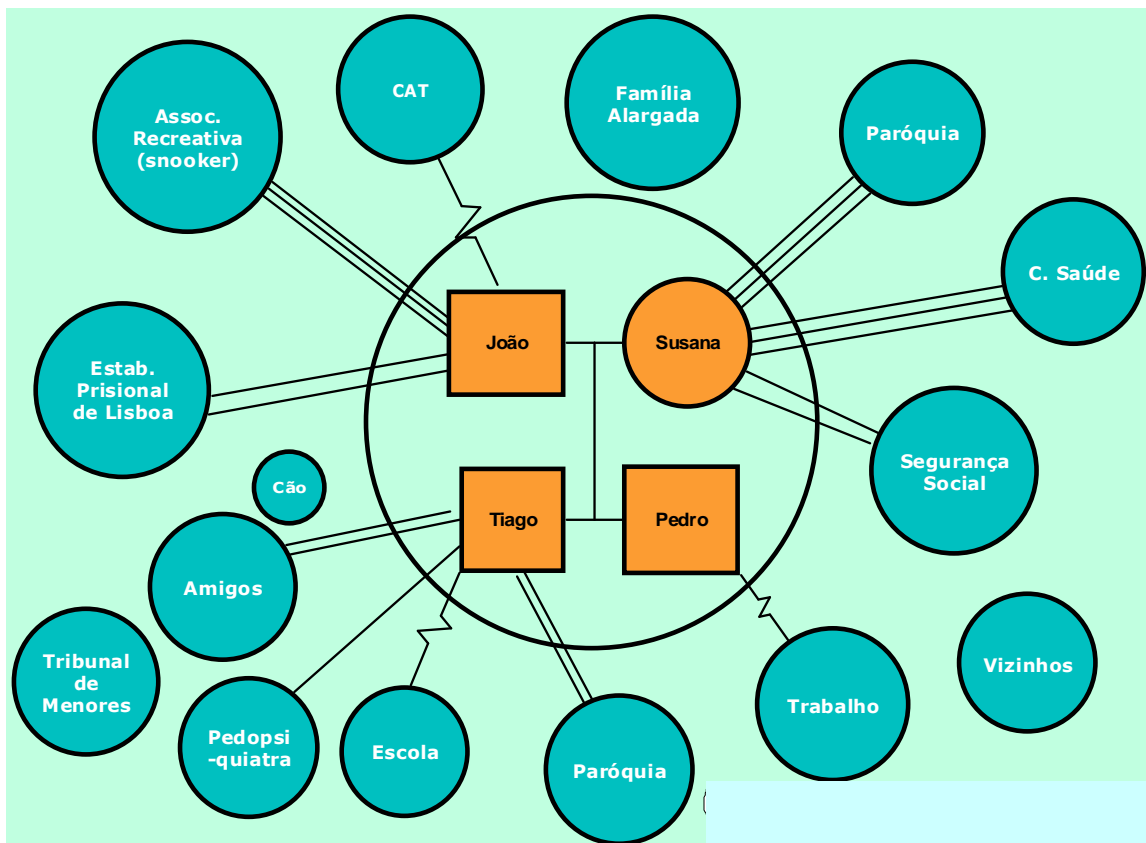 CAT
Família
Alargada
Assoc.
Recreativa
(snooker)
Paróquia
C. Saúde
João
Susana
Estab.
Prisional
de Lisboa
Segurança
Social
Cão
Tiago
Pedro
Amigos
Tribunal
de
Menores
Vizinhos
Trabalho
Pedopsi
-quiatra
Escola
Paróquia